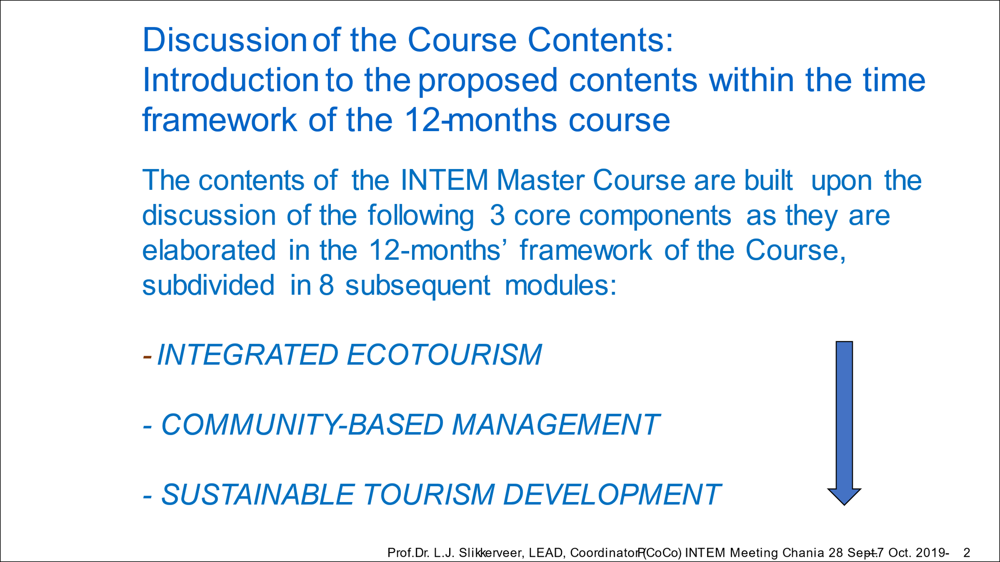 Discussion of the Course Contents:
Introduction to the proposed contents within the time
framework of the 12-months course
The contents of the INTEM Master Course are built upon the
discussion of the following 3 core components as they are
elaborated in the 12-months’ framework of the Course,
subdivided in 8 subsequent modules:
- INTEGRATED ECOTOURISM
- COMMUNITY-BASED MANAGEMENT
- SUSTAINABLE TOURISM DEVELOPMENT
Prof.Dr. L.J. Slikkerveer, LEAD, Coordinator (CoCo) INTEM Meeting Chania 28 Sept.–7 Oct. 2019- 2